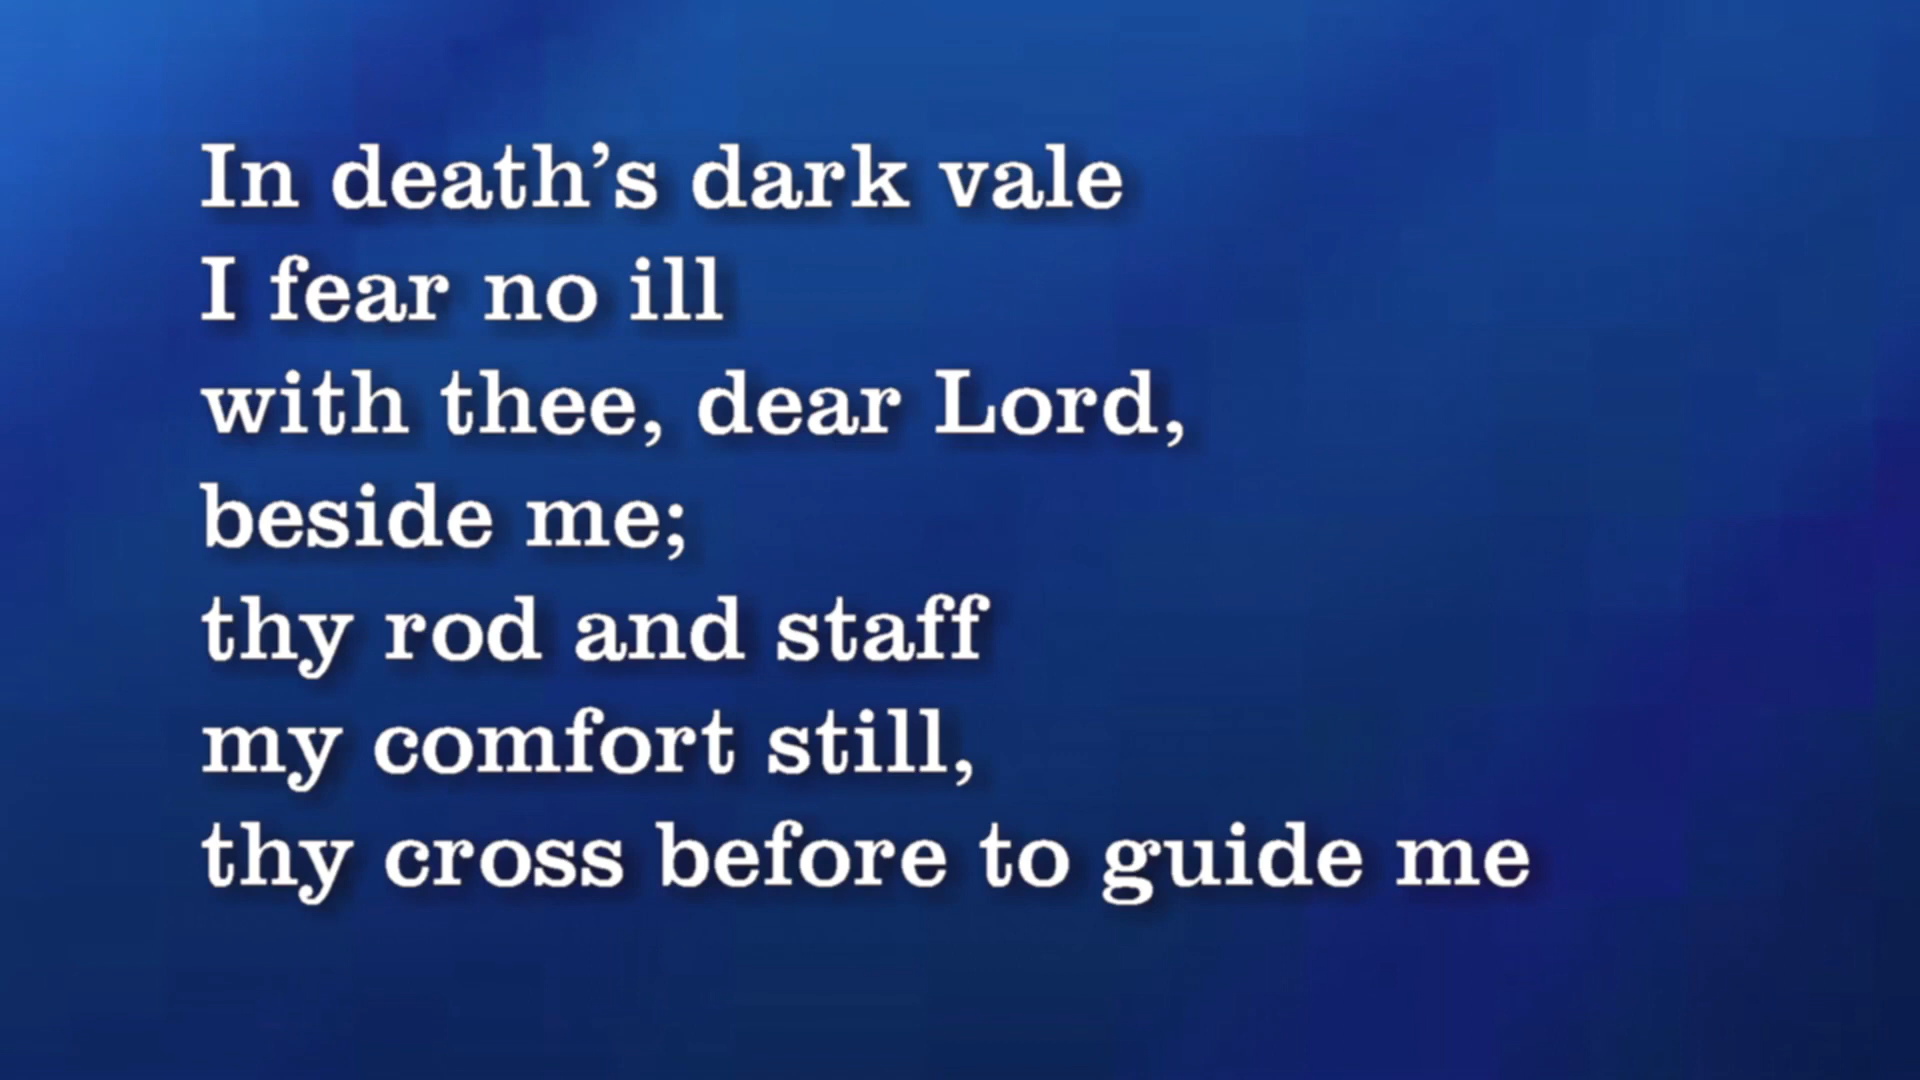 In death’s dark vale
I fear no ill
with thee, dear Lord,
beside me;
thy rod and staff
my comfort still,
thy cross before to guide me